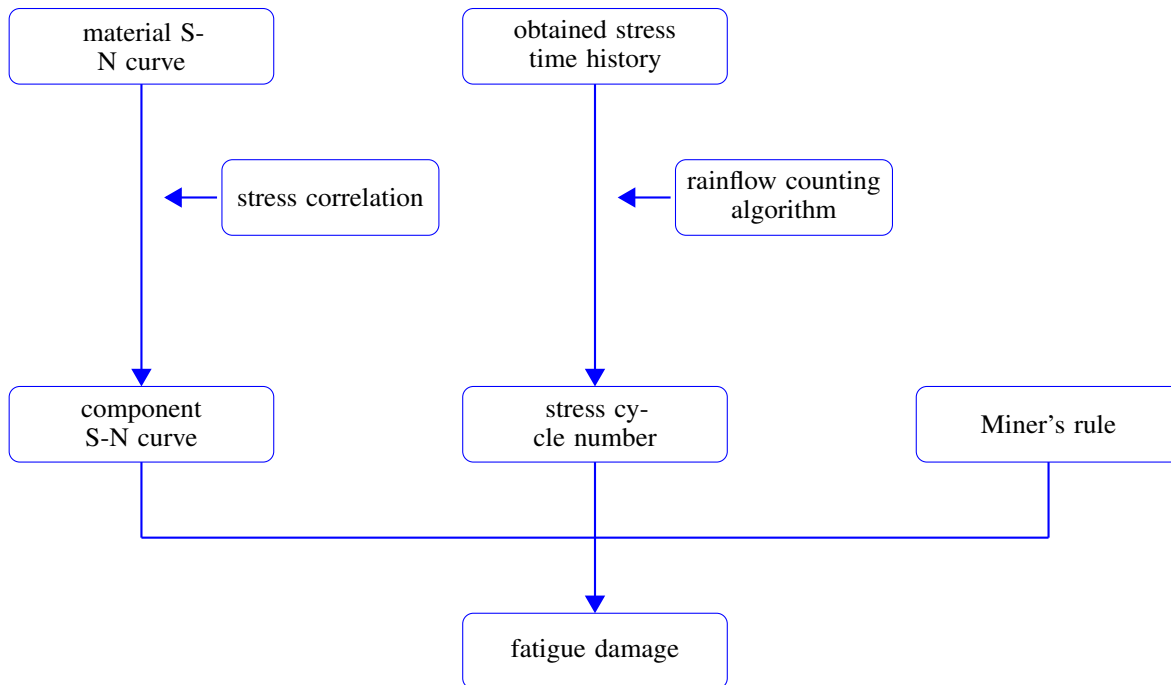 material S-
N curve
obtained stress
time history
stress correlation
rainflow counting
algorithm
component
S-N curve
stress cy-
cle number
Miner's rule
fatigue damage